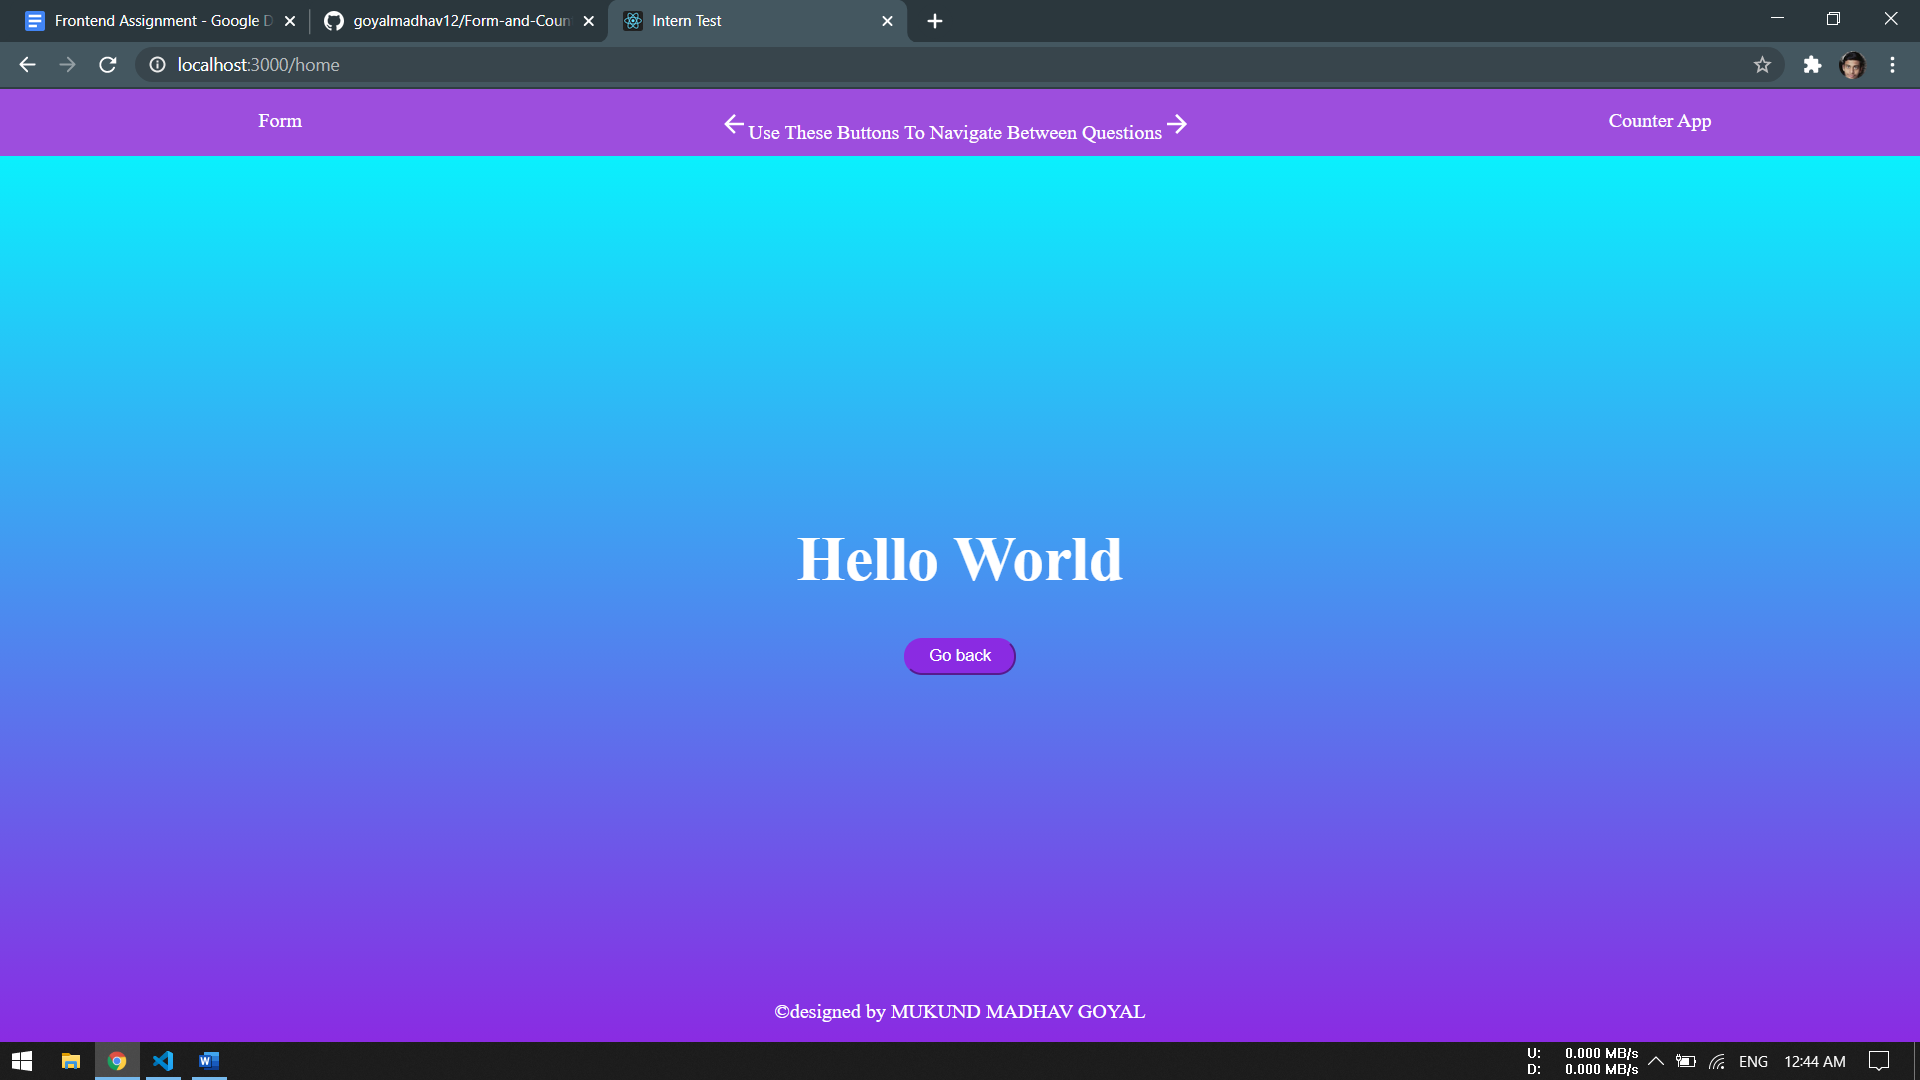 Frontend Assignment - Google D
goyalmadhav12/Form-and-Coun
Intern Test
localhost:3000/home
Form
Use These Buttons To Navigate Between Questions
Counter App
Hello World
Go back
©designed by MUKUND MADHAV GOYAL
U: 0.000 MB/s
D: 0.000 MB/s
ENG
12:44 AM